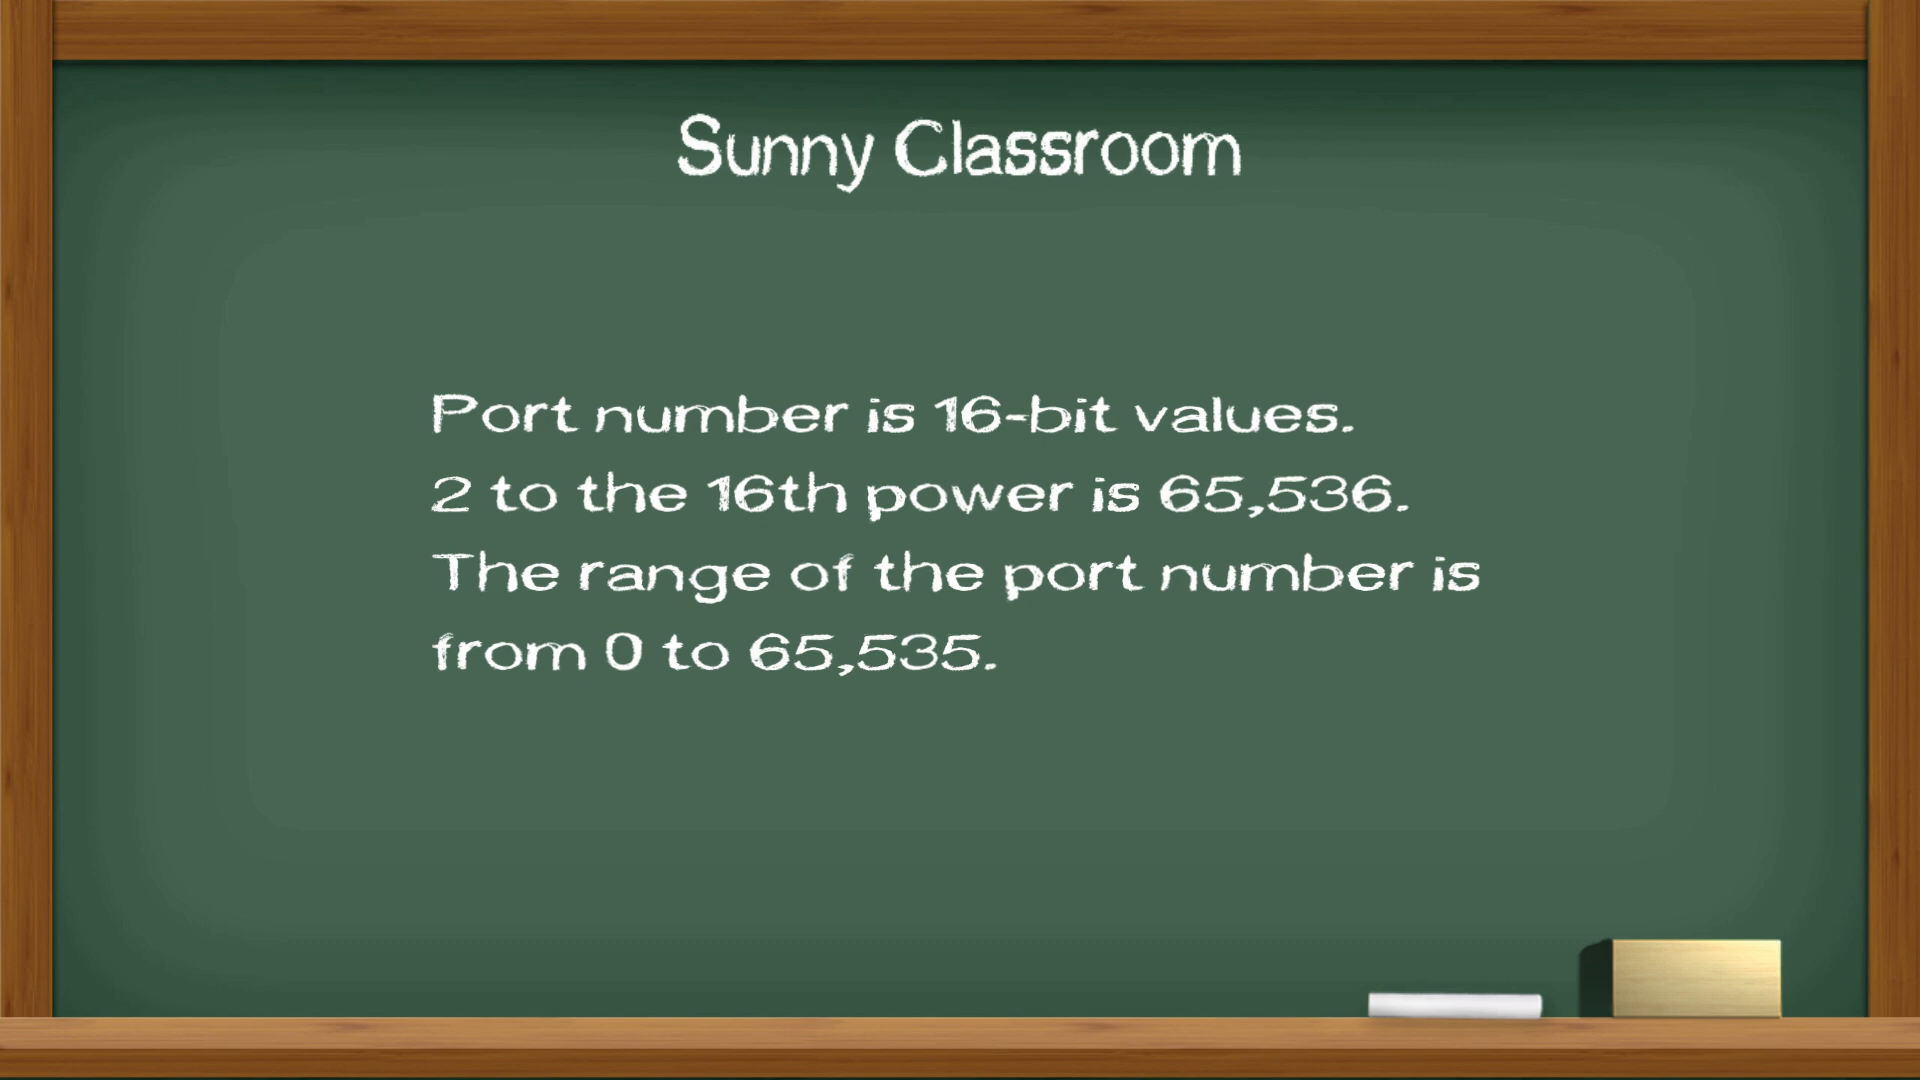 Sunny Classroom
Port number is 16-bit values.
2 to the 16th power is 65,536.
The range of the port number is
from 0 to 65,535.